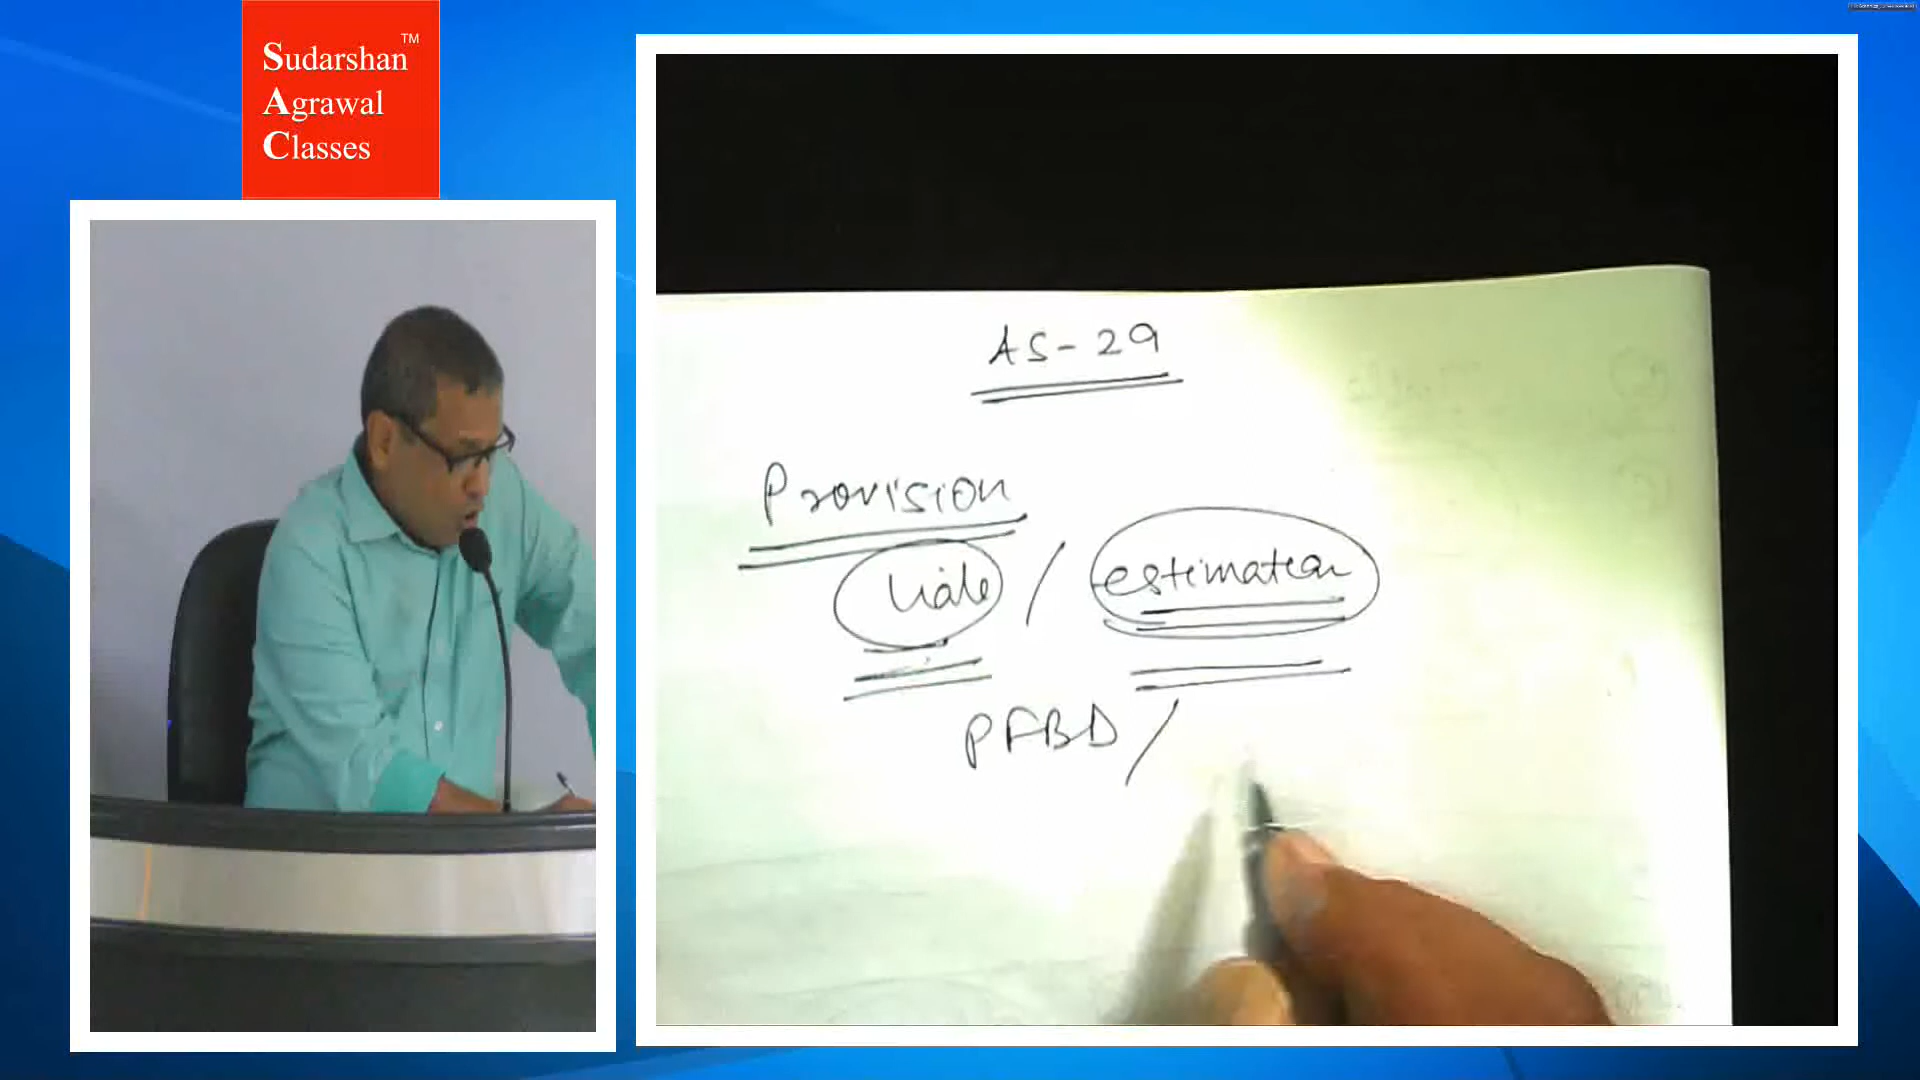 Sudarshan™
Agrawal
Classes
AS-29
Provision
liab / estimation
PFBD /